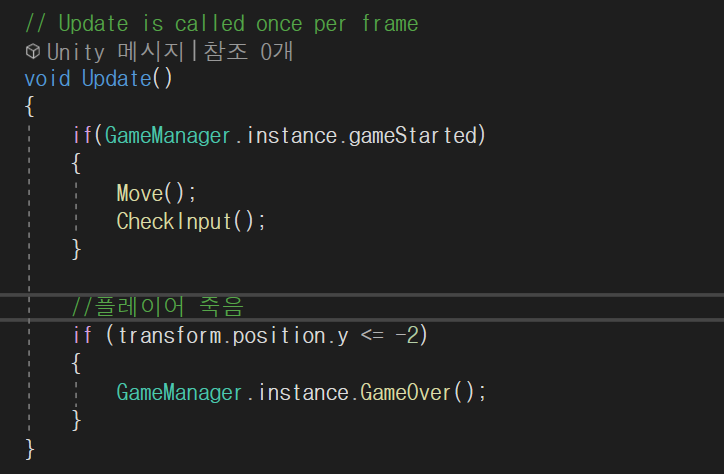 // Update is called once per frame
Unity 메시지|참조 0개
void Update()
{
if(GameManager.instance.gameStarted)
{
Move();
CheckInput();
}
//플레이어 죽음
if (transform.position.y <= -2)
{
GameManager.instance.GameOver();
}
}